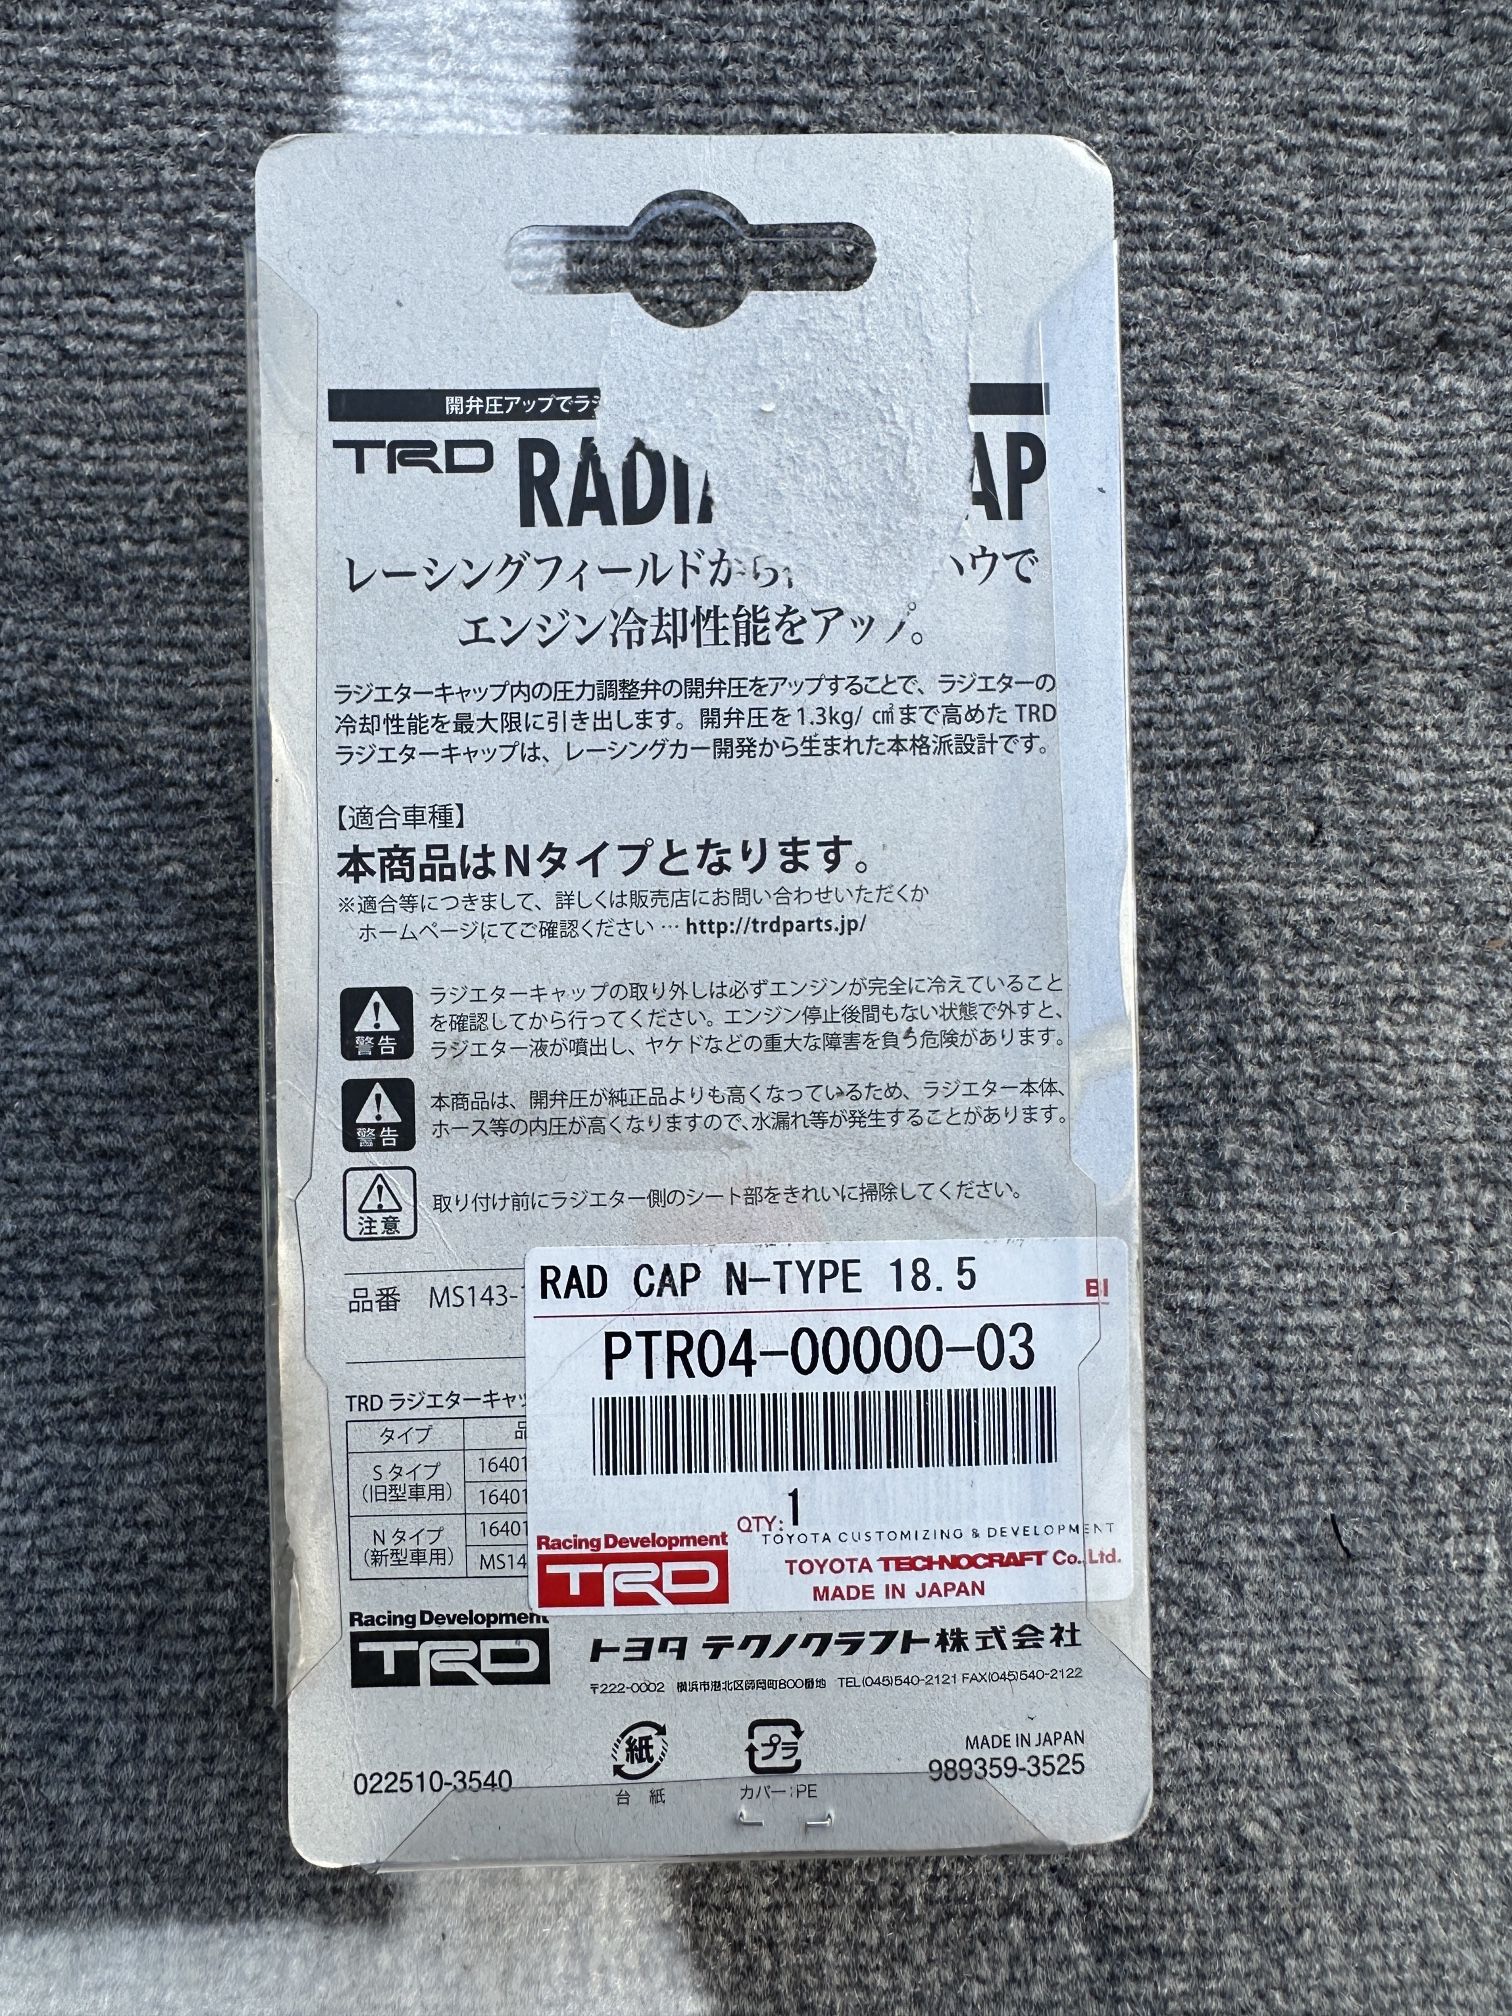 開弁圧アップでラジ
TRD RADIA AP
レーシングフィールドから ハウで
エンジン冷却性能をアップ。
ラジエターキャップ内の圧力調整弁の開弁圧をアップすることで、ラジエターの
冷却性能を最大限に引き出します。開弁圧を1.3kg/㎠まで高めたTRD
ラジエターキャップは、レーシングカー開発から生まれた本格派設計です。
【適合車種】
本商品はNタイプとなります。
※適合等につきまして、詳しくは販売店にお問い合わせいただくか
ホームページにてご確認ください … http://trdparts.jp/
警告
ラジエターキャップの取り外しは必ずエンジンが完全に冷えていること
を確認してから行ってください。エンジン停止後間もない状態で外すと、
ラジエター液が噴出し、ヤケドなどの重大な障害を負う危険があります。
警告
本商品は、開弁圧が純正品よりも高くなっているため、ラジエター本体、
ホース等の内圧が高くなりますので、水漏れ等が発生することがあります。
注意
取り付け前にラジエター側のシート部をきれいに掃除してください。
品番 MS143-
RAD CAP N-TYPE 18.5
BI
PTR04-00000-03
QTY: 1
TOYOTA CUSTOMIZING & DEVELOPMENT
Racing Development
TRD
TOYOTA TECHNOCRAFT Co., Ltd.
MADE IN JAPAN
TRD ラジエターキャッ
タイプ 品
Sタイプ
(旧型車用)
16401
16401
Nタイプ
(新型車用)
16401
MS14
Racing Development
TRD
トヨタ テクノクラフト株式会社
〒222-0002 横浜市港北区師岡町800番地 TEL(045)540-2121 FAX(045)540-2122
022510-3540
紙
台 紙
プラ
カバー:PE
MADE IN JAPAN
989359-3525